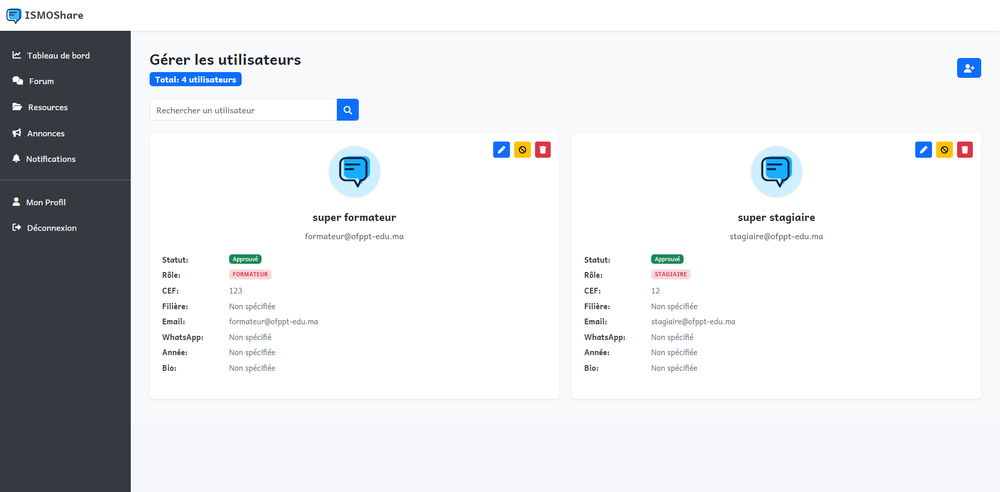 ISMOShare
Tableau de bord
Forum
Resources
Annonces
Notifications
Mon Profil
Déconnexion
Gérer les utilisateurs
Total: 4 utilisateurs
Rechercher un utilisateur
super formateur
formateur@ofppt-edu.ma
Statut: Approuvé
Rôle: FORMATEUR
CEF: 123
Filière: Non spécifiée
Email: formateur@ofppt-edu.ma
WhatsApp: Non spécifié
Année: Non spécifiée
Bio: Non spécifiée
super stagiaire
stagiaire@ofppt-edu.ma
Statut: Approuvé
Rôle: STAGIAIRE
CEF: 12
Filière: Non spécifiée
Email: stagiaire@ofppt-edu.ma
WhatsApp: Non spécifié
Année: Non spécifiée
Bio: Non spécifiée